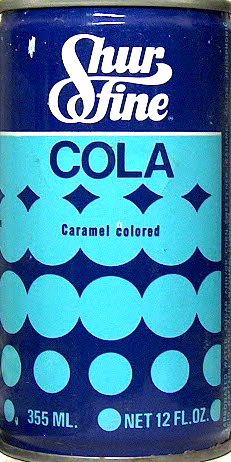 Shur
fine
COLA
Caramel colored
355 ML.
NET 12 FL.OZ.